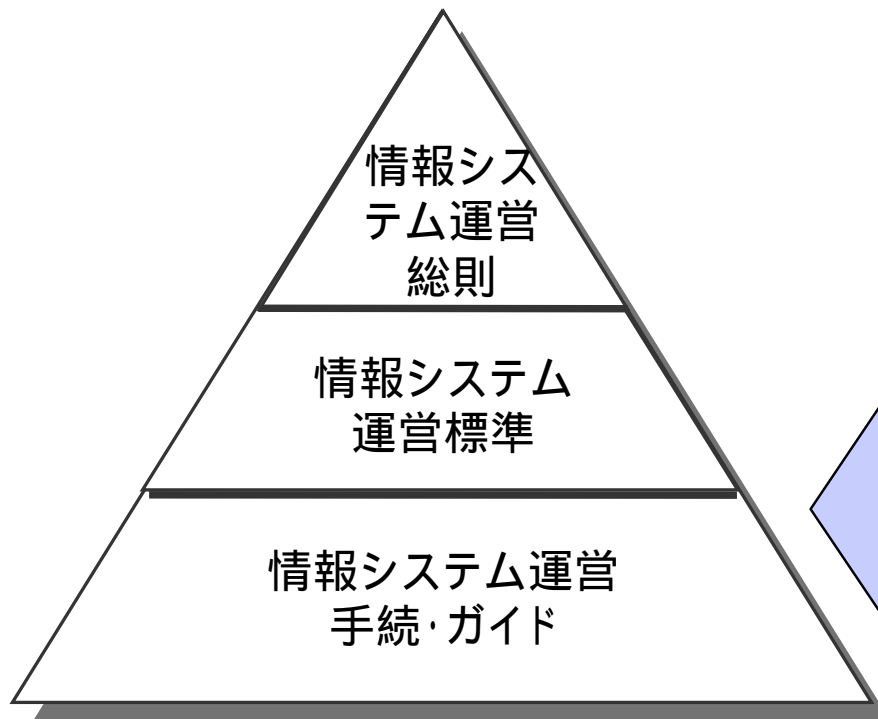 情報シス
テム運営
総則
情報システム
運営標準
情報システム運営
手続･ガイド